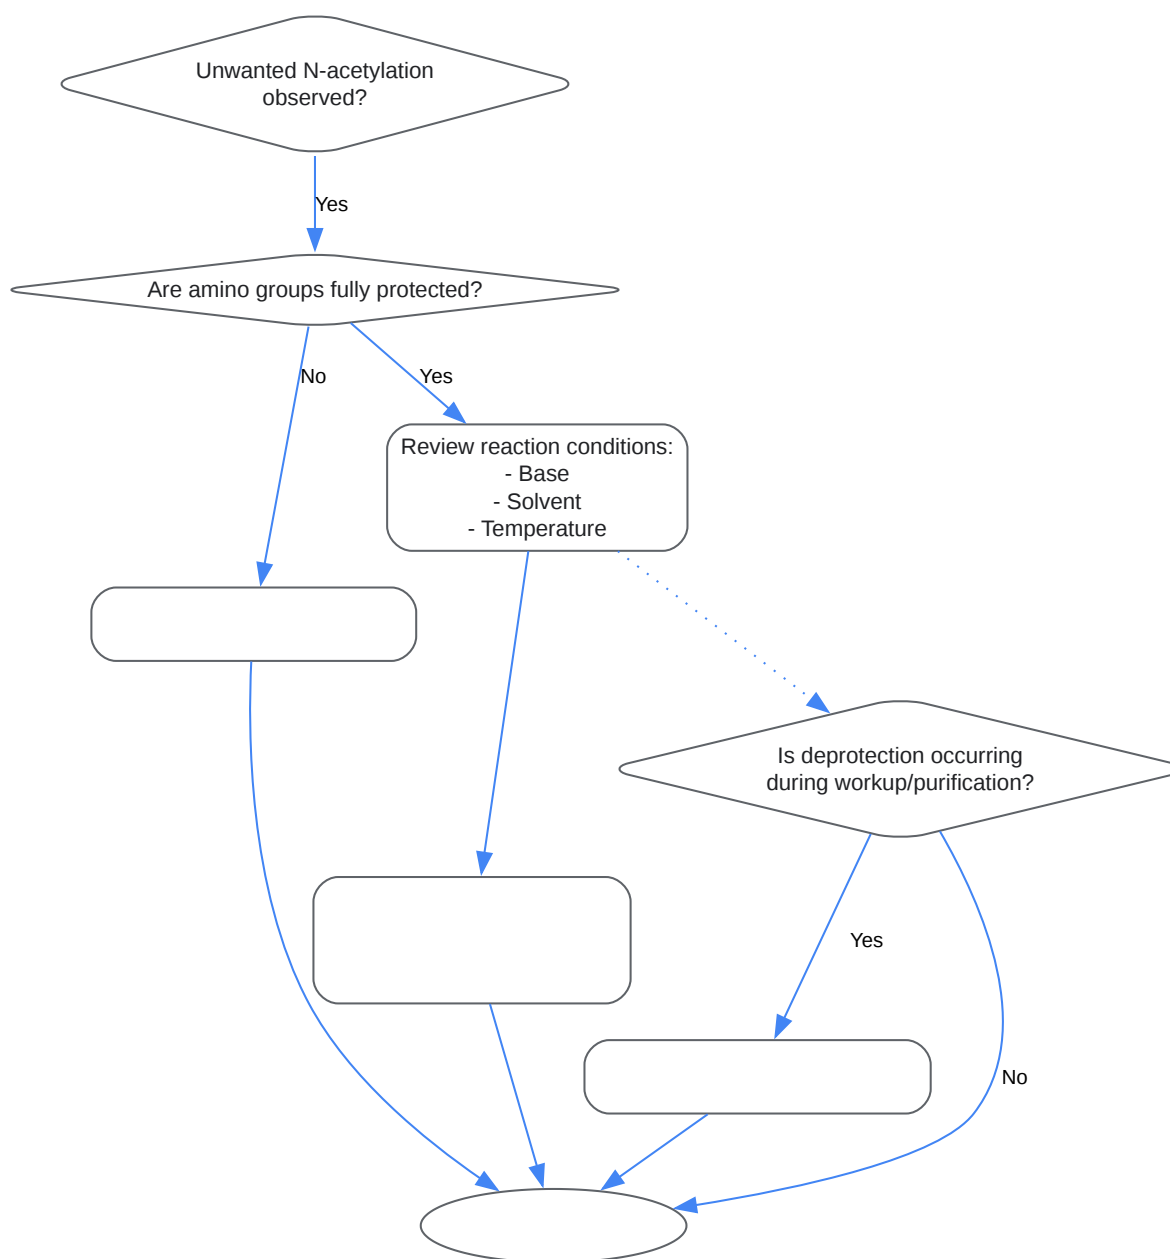 Unwanted N-acetylation
observed?
Yes
Are amino groups fully protected?
No
Yes
Review reaction conditions:
- Base
- Solvent
- Temperature
Is deprotection occurring
during workup/purification?
Yes
No